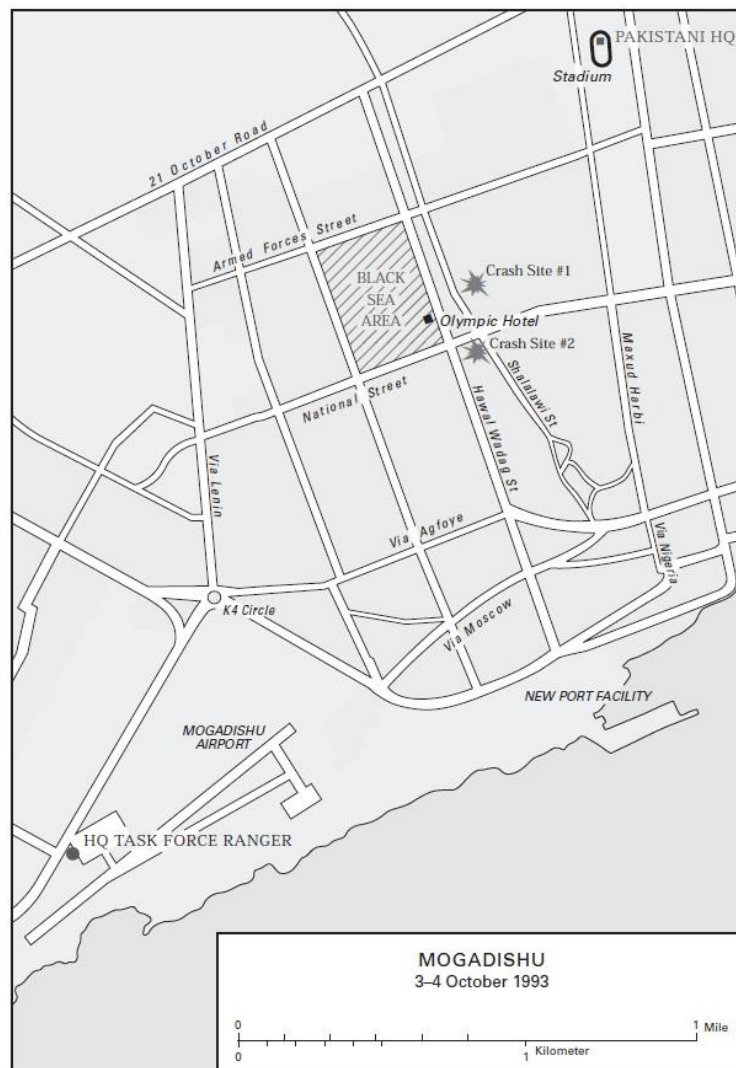 PAKISTANI HQ
Stadium
21 October Road
Armed Forces Street
BLACK
SEA
AREA
Crash Site #1
Olympic Hotel
Crash Site #2
National Street
Shalalawi St
Maxud Harbi
Hawal Wadag St
Via Lenin
Via Agfoye
Via Nigeria
K4 Circle
Via Moscow
NEW PORT FACILITY
MOGADISHU
AIRPORT
HQ TASK FORCE RANGER
MOGADISHU
3–4 October 1993
0
1 Mile
0
1 Kilometer